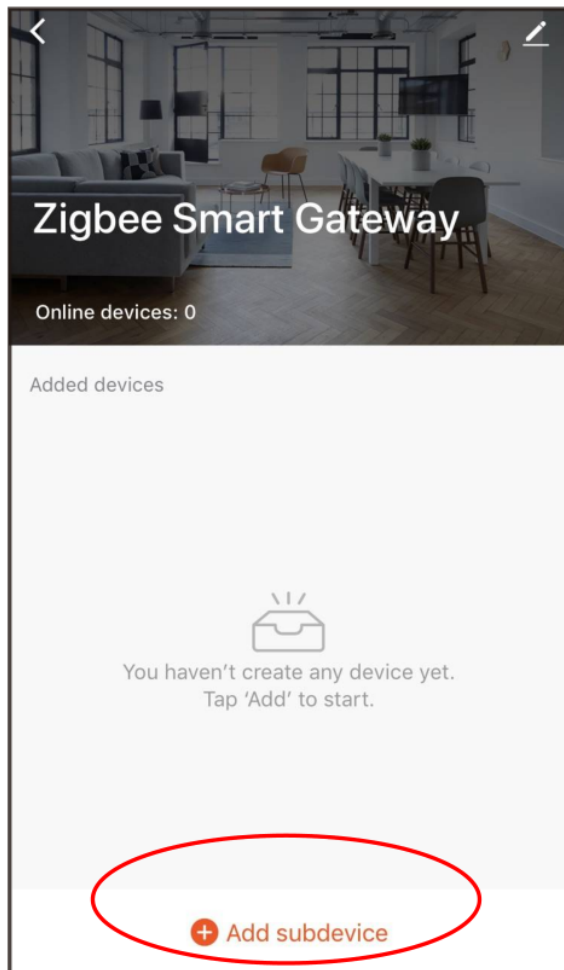 Zigbee Smart Gateway
Online devices: 0
Added devices
You haven't create any device yet.
Tap ‘Add’ to start.
Add subdevice